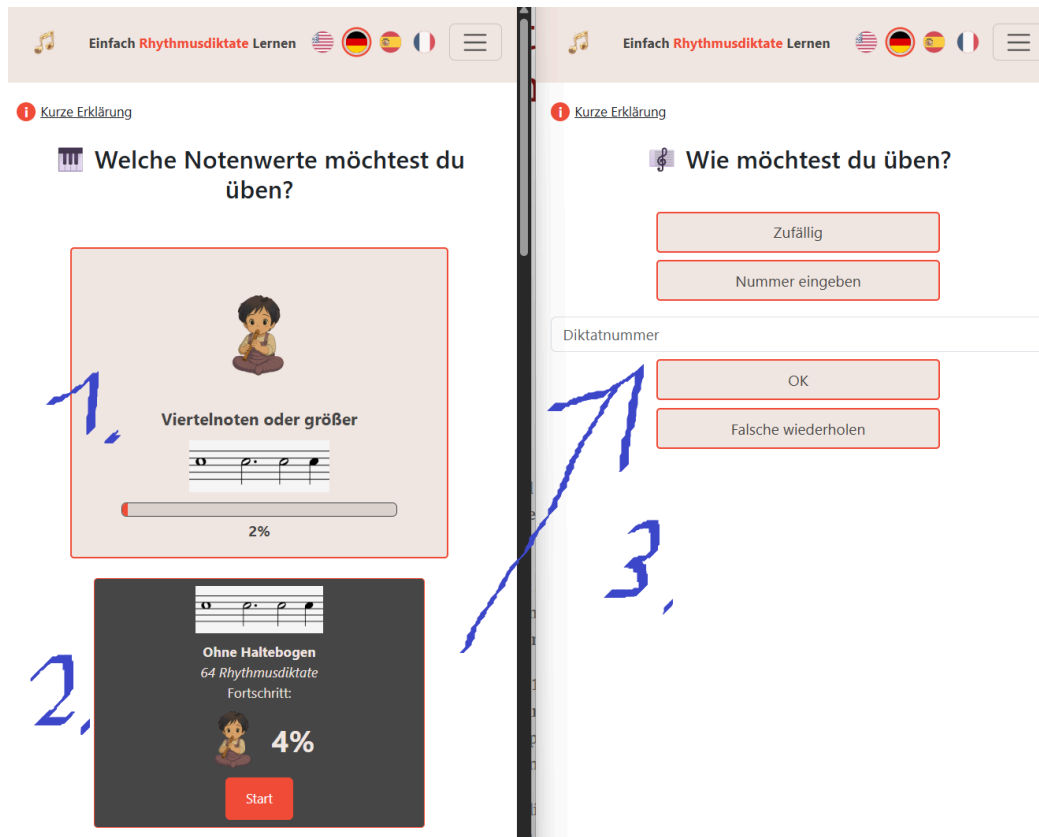 Einfach Rhythmusdiktate Lernen
i Kurze Erklärung
Welche Notenwerte möchtest du
üben?
1.
Viertelnoten oder größer
2%
2.
Ohne Haltebogen
64 Rhythmusdiktate
Fortschritt:
4%
Start
Einfach Rhythmusdiktate Lernen
i Kurze Erklärung
Wie möchtest du üben?
Zufällig
Nummer eingeben
Diktatnummer
OK
Falsche wiederholen
3.